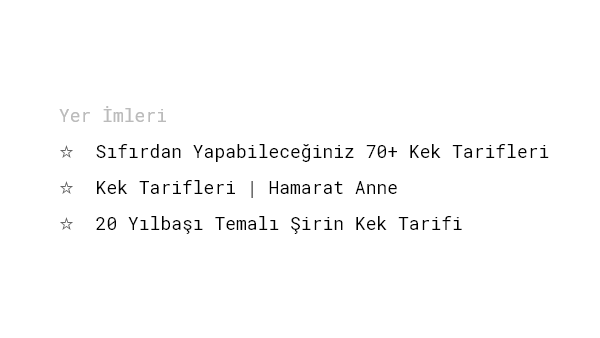 Yer İmleri
☆ Sıfırdan Yapabileceğiniz 70+ Kek Tarifleri
☆ Kek Tarifleri | Hamarat Anne
☆ 20 Yılbaşı Temalı Şirin Kek Tarifi